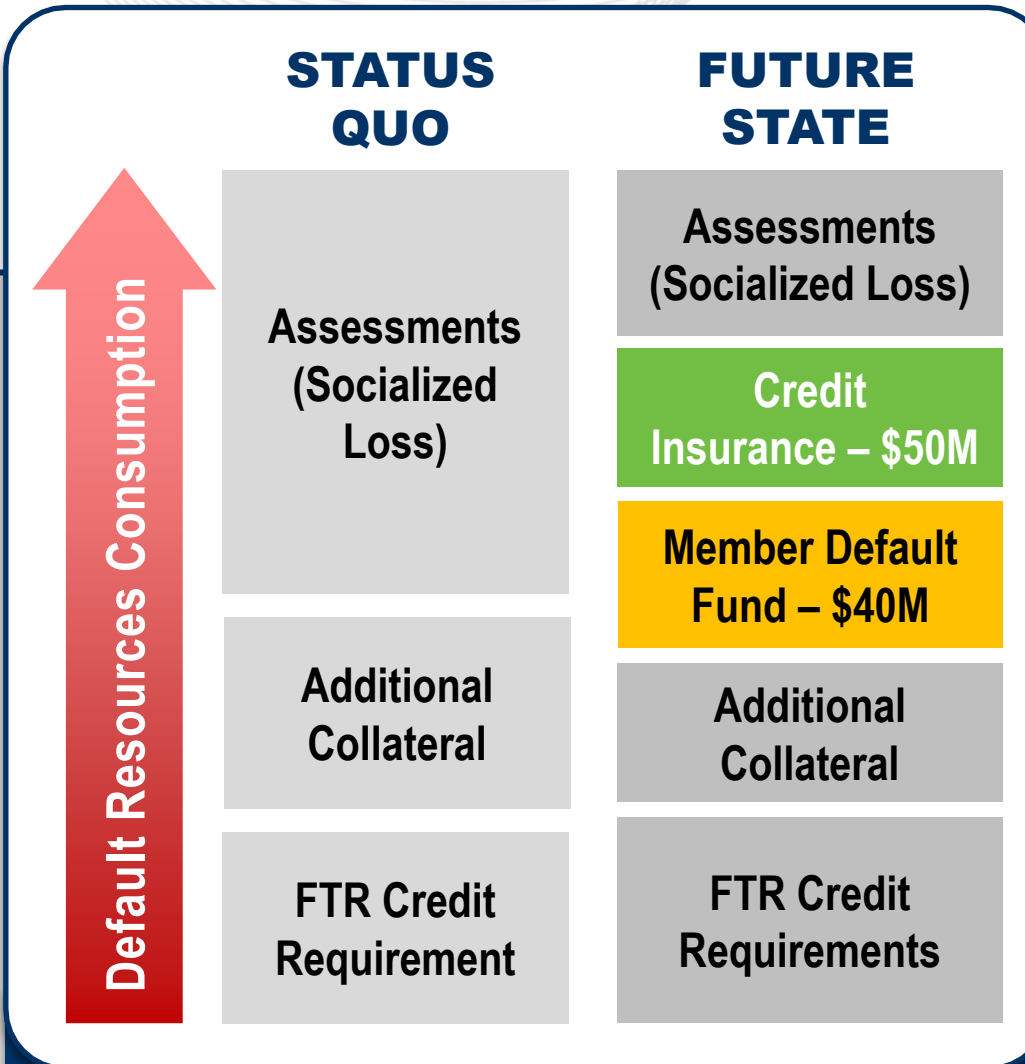 STATUS
QUO
FUTURE
STATE
Default Resources Consumption
Assessments
(Socialized
Loss)
Additional
Collateral
FTR Credit
Requirement
Assessments
(Socialized Loss)
Credit
Insurance – $50M
Member Default
Fund – $40M
Additional
Collateral
FTR Credit
Requirements